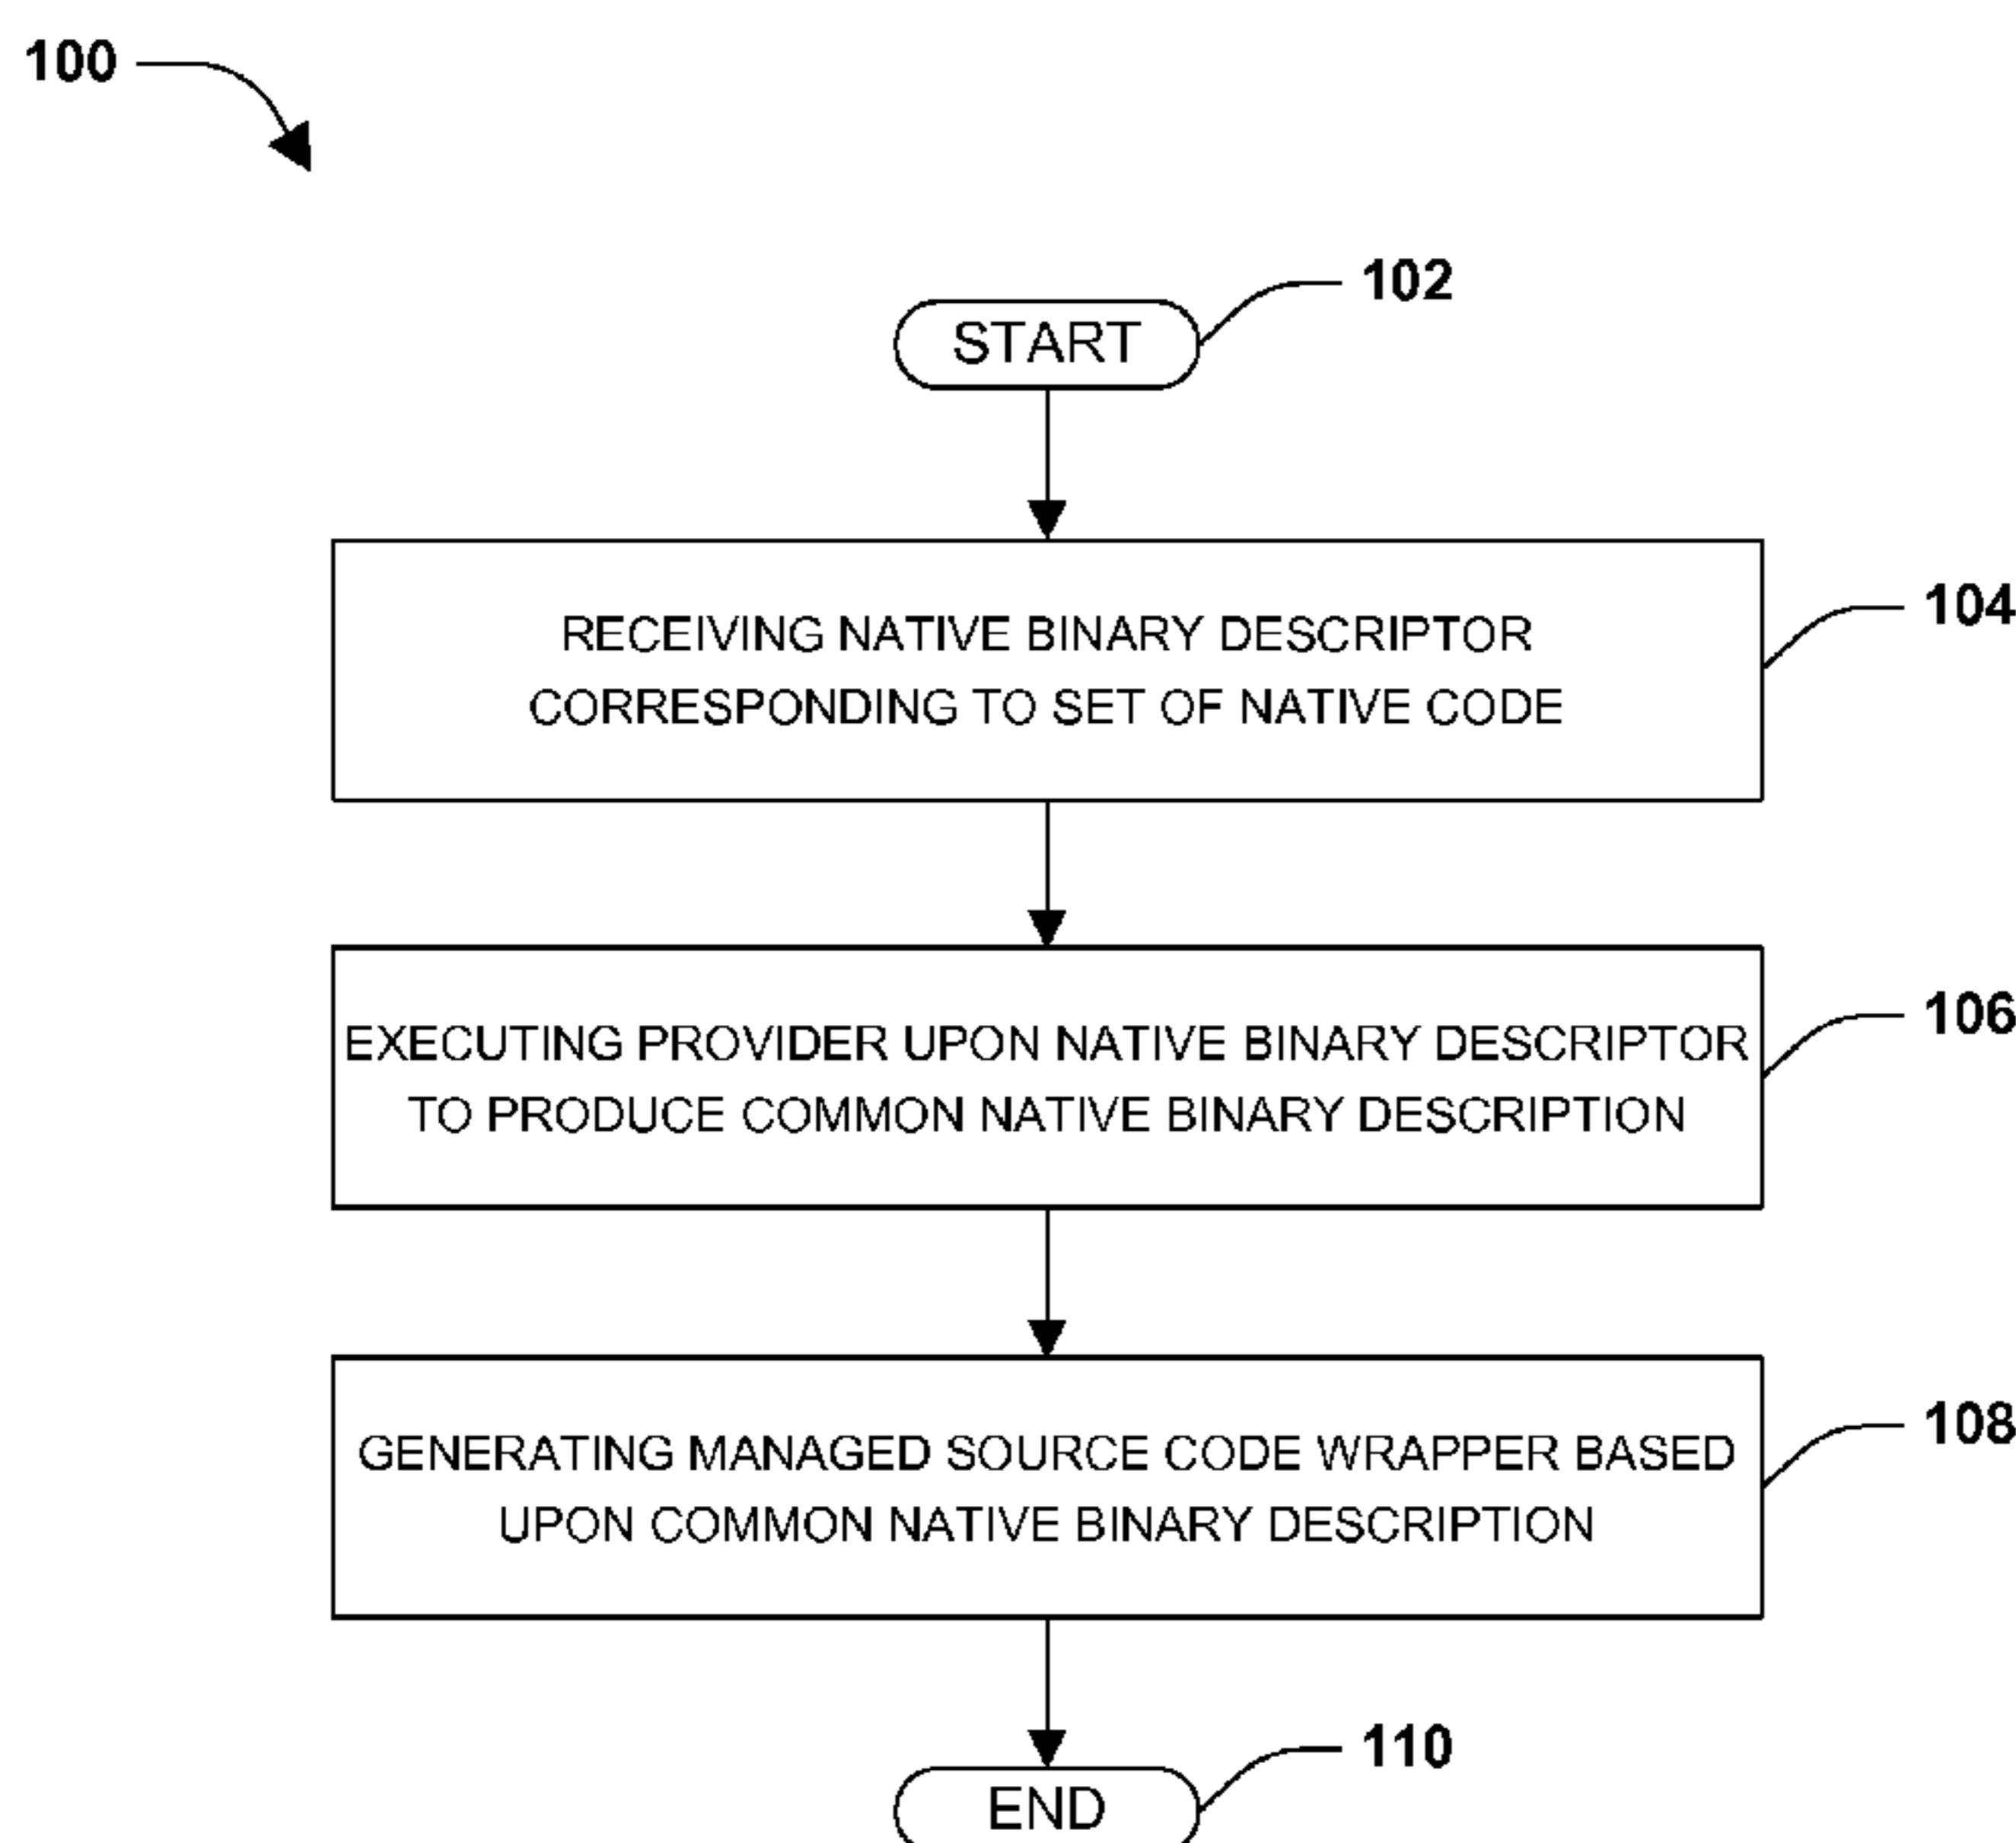 100
102
START
104
RECEIVING NATIVE BINARY DESCRIPTOR
CORRESPONDING TO SET OF NATIVE CODE
106
EXECUTING PROVIDER UPON NATIVE BINARY DESCRIPTOR
TO PRODUCE COMMON NATIVE BINARY DESCRIPTION
108
GENERATING MANAGED SOURCE CODE WRAPPER BASED
UPON COMMON NATIVE BINARY DESCRIPTION
110
END